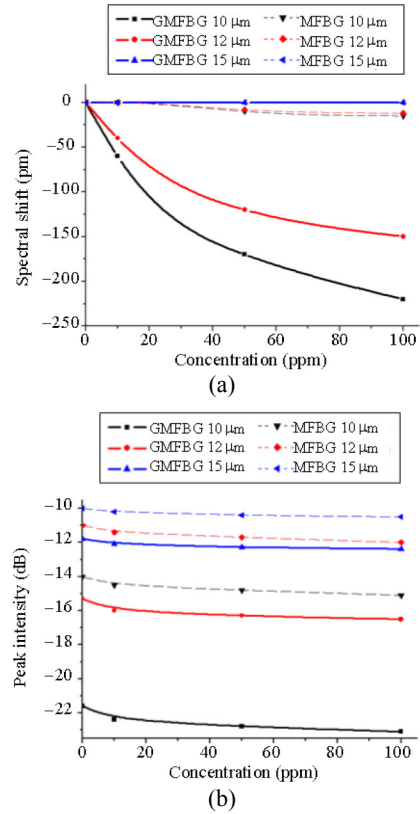 (a)
GMFBG 10 μm MFBG 10 μm
GMFBG 12 μm MFBG 12 μm
GMFBG 15 μm MFBG 15 μm
0
−50
−100
−150
−200
−250
Spectral shift (pm)
0 20 40 60 80 100
Concentration (ppm)
(a)
GMFBG 10 μm MFBG 10 μm
GMFBG 12 μm MFBG 12 μm
GMFBG 15 μm MFBG 15 μm
−10
−12
−14
−16
−18
−20
−22
Peak intensity (dB)
0 20 40 60 80 100
Concentration (ppm)
(b)